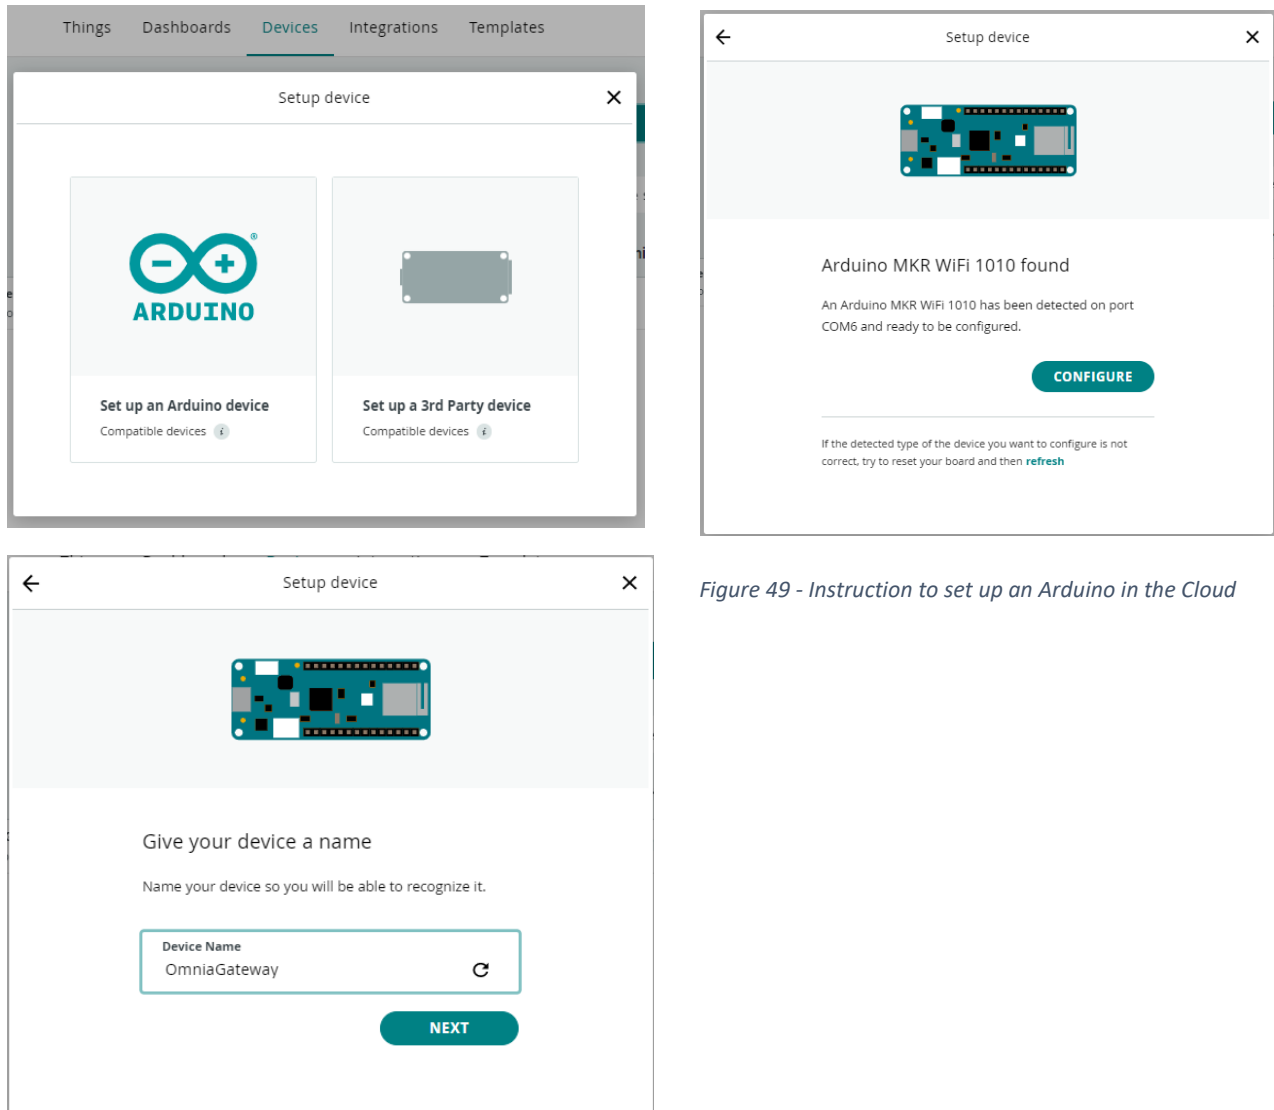 Things Dashboards Devices Integrations Templates
Setup device
ARDUINO
®
Set up an Arduino device
Compatible devices i
Set up a 3rd Party device
Compatible devices i
Setup device
Arduino MKR WiFi 1010 found
An Arduino MKR WiFi 1010 has been detected on port
COM6 and ready to be configured.
CONFIGURE
If the detected type of the device you want to configure is not
correct, try to reset your board and then refresh
Setup device
Give your device a name
Name your device so you will be able to recognize it.
Device Name
OmniaGateway
NEXT
Figure 49 - Instruction to set up an Arduino in the Cloud